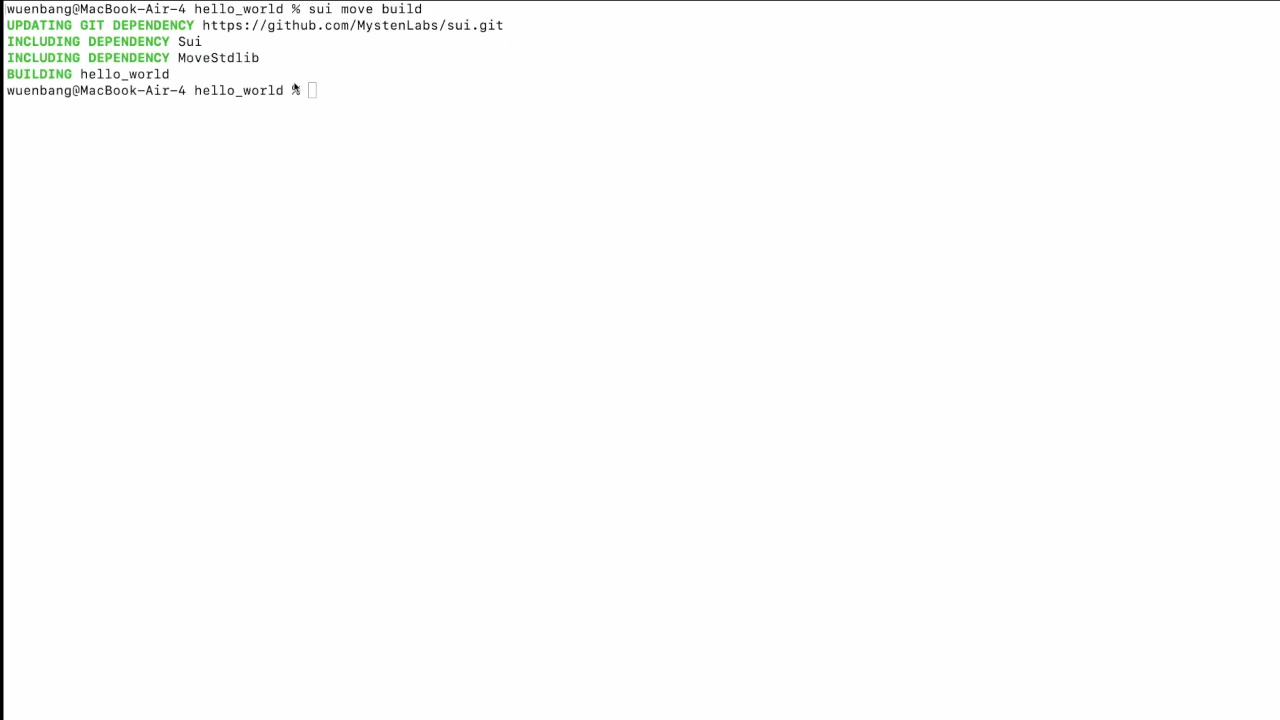 wuenbang@MacBook-Air-4 hello_world % sui move build
UPDATING GIT DEPENDENCY https://github.com/MystenLabs/sui.git
INCLUDING DEPENDENCY Sui
INCLUDING DEPENDENCY MoveStdlib
BUILDING hello_world
wuenbang@MacBook-Air-4 hello_world %